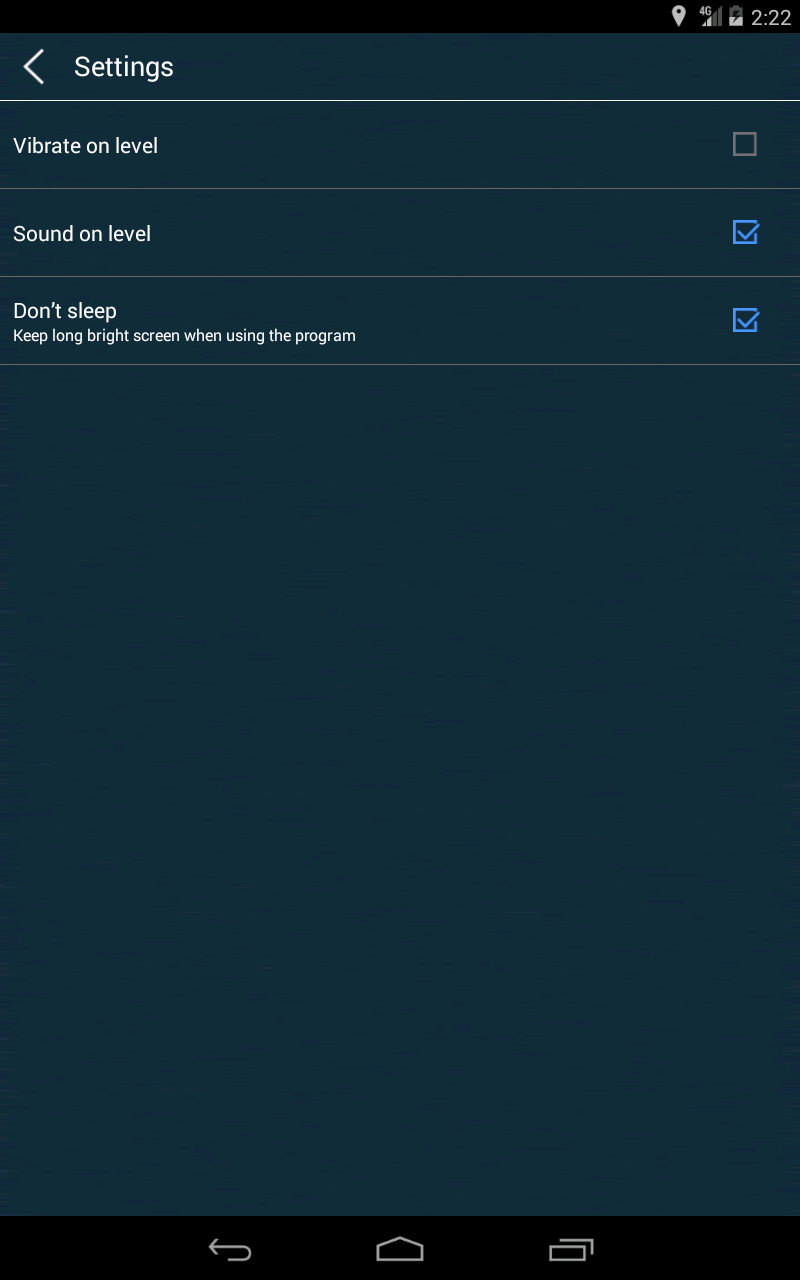 4G 2:22
Settings
Vibrate on level
Sound on level
Don’t sleep
Keep long bright screen when using the program